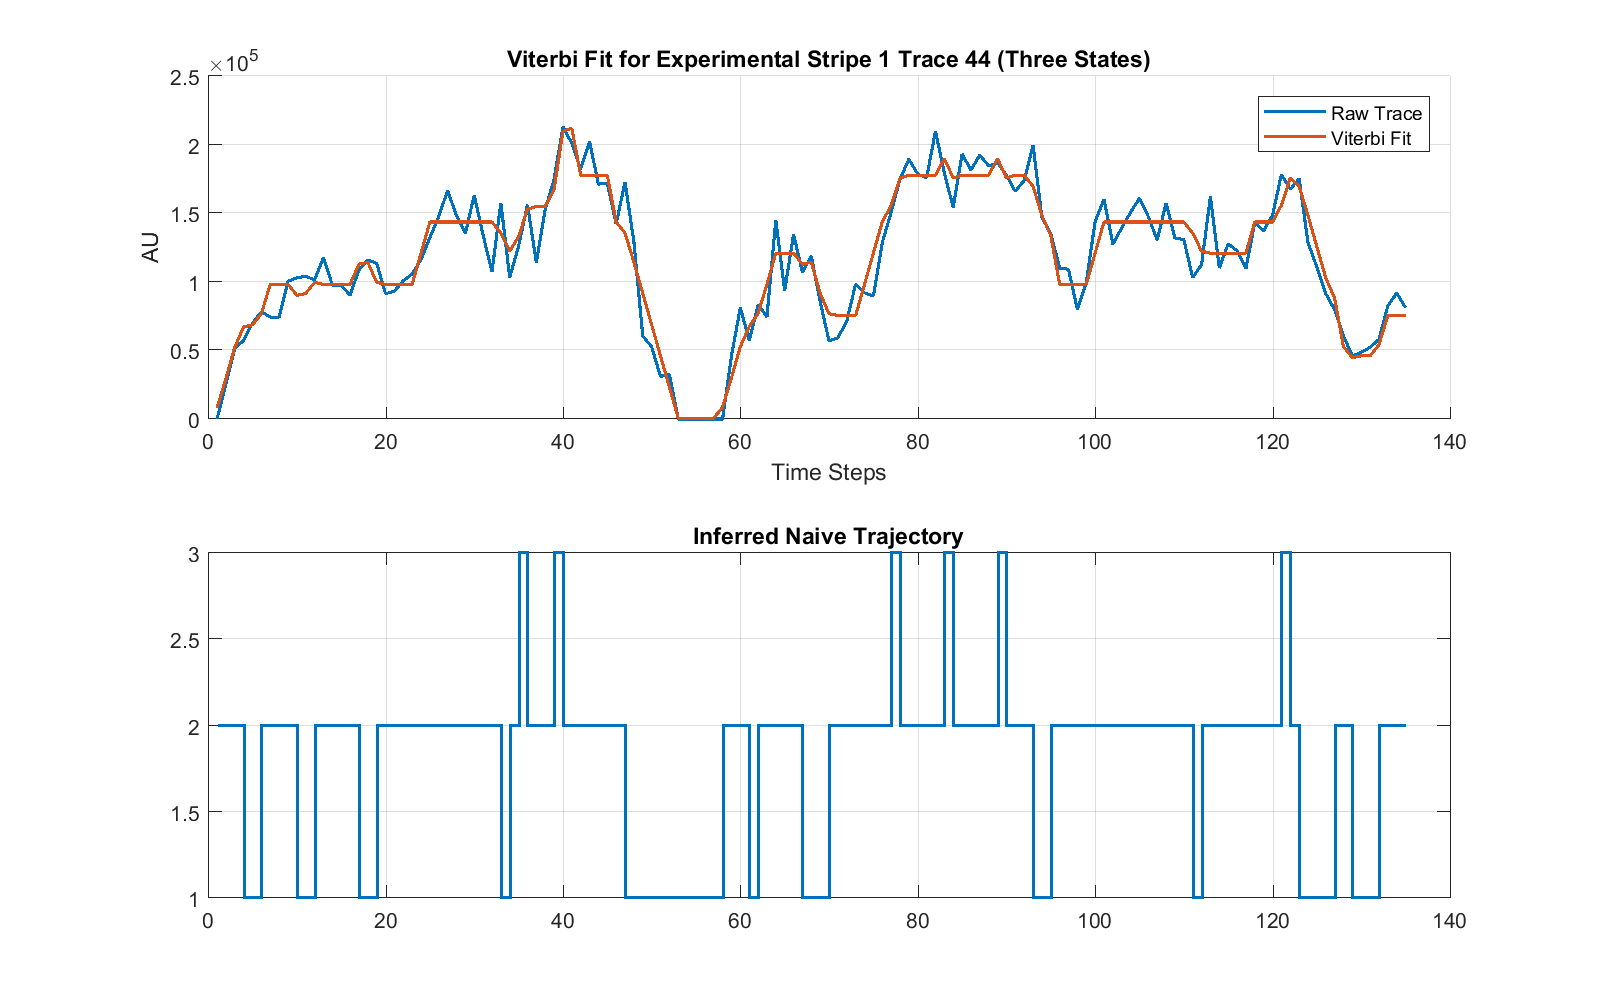 Viterbi Fit for Experimental Stripe 1 Trace 44 (Three States)
×10⁵
2.5
2
1.5
1
0.5
0
AU
Raw Trace
Viterbi Fit
0 20 40 60 80 100 120 140
Time Steps
Inferred Naive Trajectory
3
2.5
2
1.5
1
0 20 40 60 80 100 120 140